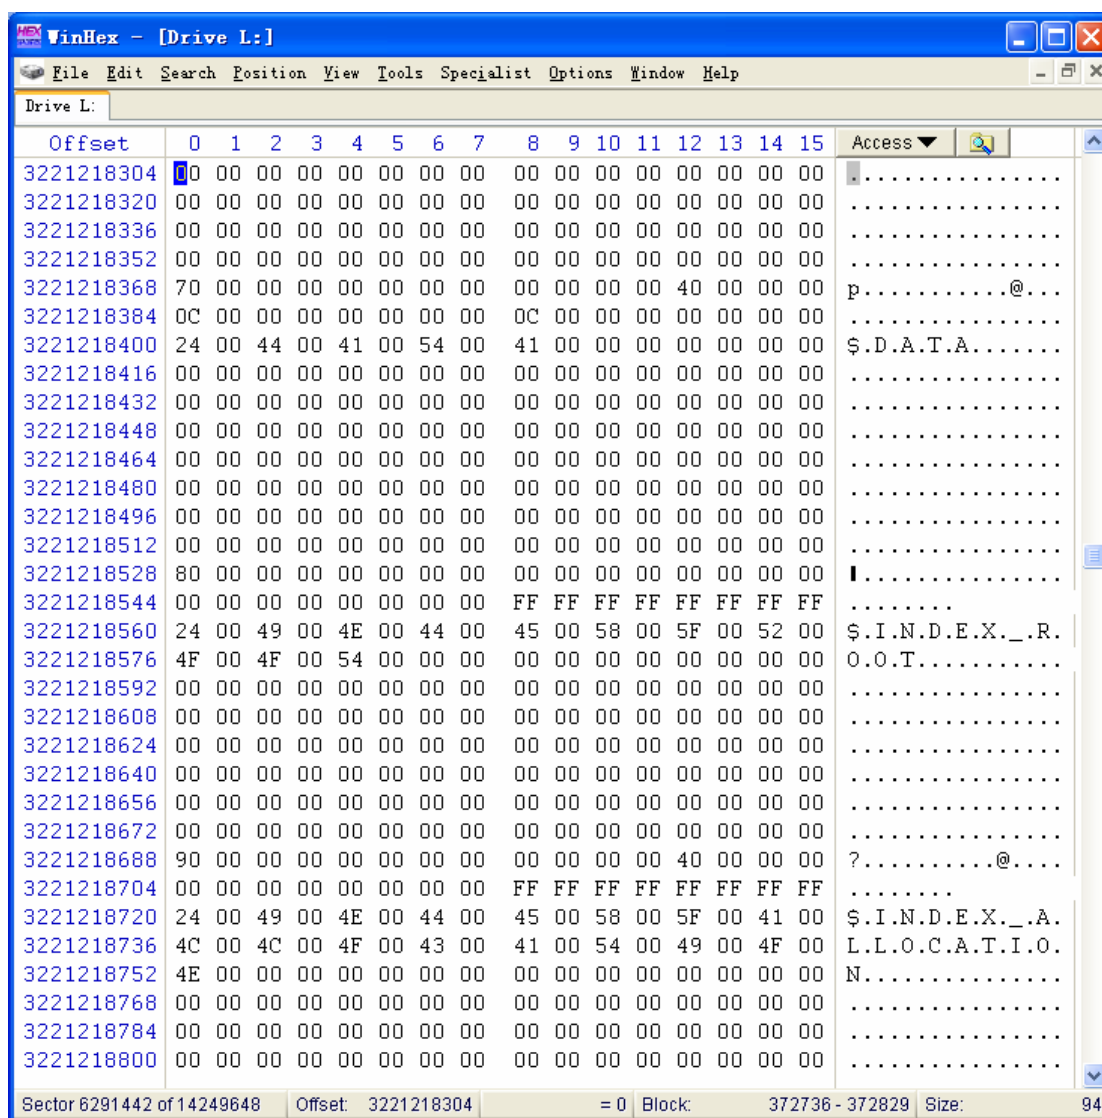 WinHex - [Drive L:]
File Edit Search Position View Tools Specialist Options Window Help
Drive L:
Offset 0 1 2 3 4 5 6 7 8 9 10 11 12 13 14 15 Access
3221218304 00 00 00 00 00 00 00 00 00 00 00 00 00 00 00 00 ................
3221218320 00 00 00 00 00 00 00 00 00 00 00 00 00 00 00 00 ................
3221218336 00 00 00 00 00 00 00 00 00 00 00 00 00 00 00 00 ................
3221218352 00 00 00 00 00 00 00 00 00 00 00 00 00 00 00 00 ................
3221218368 70 00 00 00 00 00 00 00 00 00 00 00 40 00 00 00 p...........@...
3221218384 0C 00 00 00 00 00 00 00 0C 00 00 00 00 00 00 00 ................
3221218400 24 00 44 00 41 00 54 00 41 00 00 00 00 00 00 00 $.D.A.T.A.......
3221218416 00 00 00 00 00 00 00 00 00 00 00 00 00 00 00 00 ................
3221218432 00 00 00 00 00 00 00 00 00 00 00 00 00 00 00 00 ................
3221218448 00 00 00 00 00 00 00 00 00 00 00 00 00 00 00 00 ................
3221218464 00 00 00 00 00 00 00 00 00 00 00 00 00 00 00 00 ................
3221218480 00 00 00 00 00 00 00 00 00 00 00 00 00 00 00 00 ................
3221218496 00 00 00 00 00 00 00 00 00 00 00 00 00 00 00 00 ................
3221218512 00 00 00 00 00 00 00 00 00 00 00 00 00 00 00 00 ................
3221218528 80 00 00 00 00 00 00 00 00 00 00 00 00 00 00 00 ▌...............
3221218544 00 00 00 00 00 00 00 00 FF FF FF FF FF FF FF FF ........
3221218560 24 00 49 00 4E 00 44 00 45 00 58 00 5F 00 52 00 $.I.N.D.E.X._.R.
3221218576 4F 00 4F 00 54 00 00 00 00 00 00 00 00 00 00 00 O.O.T...........
3221218592 00 00 00 00 00 00 00 00 00 00 00 00 00 00 00 00 ................
3221218608 00 00 00 00 00 00 00 00 00 00 00 00 00 00 00 00 ................
3221218624 00 00 00 00 00 00 00 00 00 00 00 00 00 00 00 00 ................
3221218640 00 00 00 00 00 00 00 00 00 00 00 00 00 00 00 00 ................
3221218656 00 00 00 00 00 00 00 00 00 00 00 00 00 00 00 00 ................
3221218672 00 00 00 00 00 00 00 00 00 00 00 00 00 00 00 00 ................
3221218688 90 00 00 00 00 00 00 00 00 00 00 00 40 00 00 00 ?..........@....
3221218704 00 00 00 00 00 00 00 00 FF FF FF FF FF FF FF FF ........
3221218720 24 00 49 00 4E 00 44 00 45 00 58 00 5F 00 41 00 $.I.N.D.E.X._.A.
3221218736 4C 00 4C 00 4F 00 43 00 41 00 54 00 49 00 4F 00 L.L.O.C.A.T.I.O.
3221218752 4E 00 00 00 00 00 00 00 00 00 00 00 00 00 00 00 N...............
3221218768 00 00 00 00 00 00 00 00 00 00 00 00 00 00 00 00 ................
3221218784 00 00 00 00 00 00 00 00 00 00 00 00 00 00 00 00 ................
3221218800 00 00 00 00 00 00 00 00 00 00 00 00 00 00 00 00 ................
Sector 6291442 of 14249648 Offset: 3221218304 = 0 Block: 372736 - 372829 Size: 94